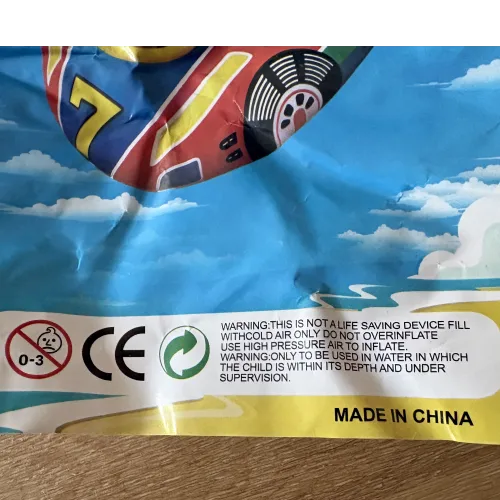 7
0-3
CE
WARNING:THIS IS NOT A LIFE SAVING DEVICE FILL
WITHCOLD AIR ONLY DO NOT OVERINFLATE
USE HIGH PRESSURE AIR TO INFLATE.
WARNING:ONLY TO BE USED IN WATER IN WHICH
THE CHILD IS WITHIN ITS DEPTH AND UNDER
SUPERVISION.
MADE IN CHINA